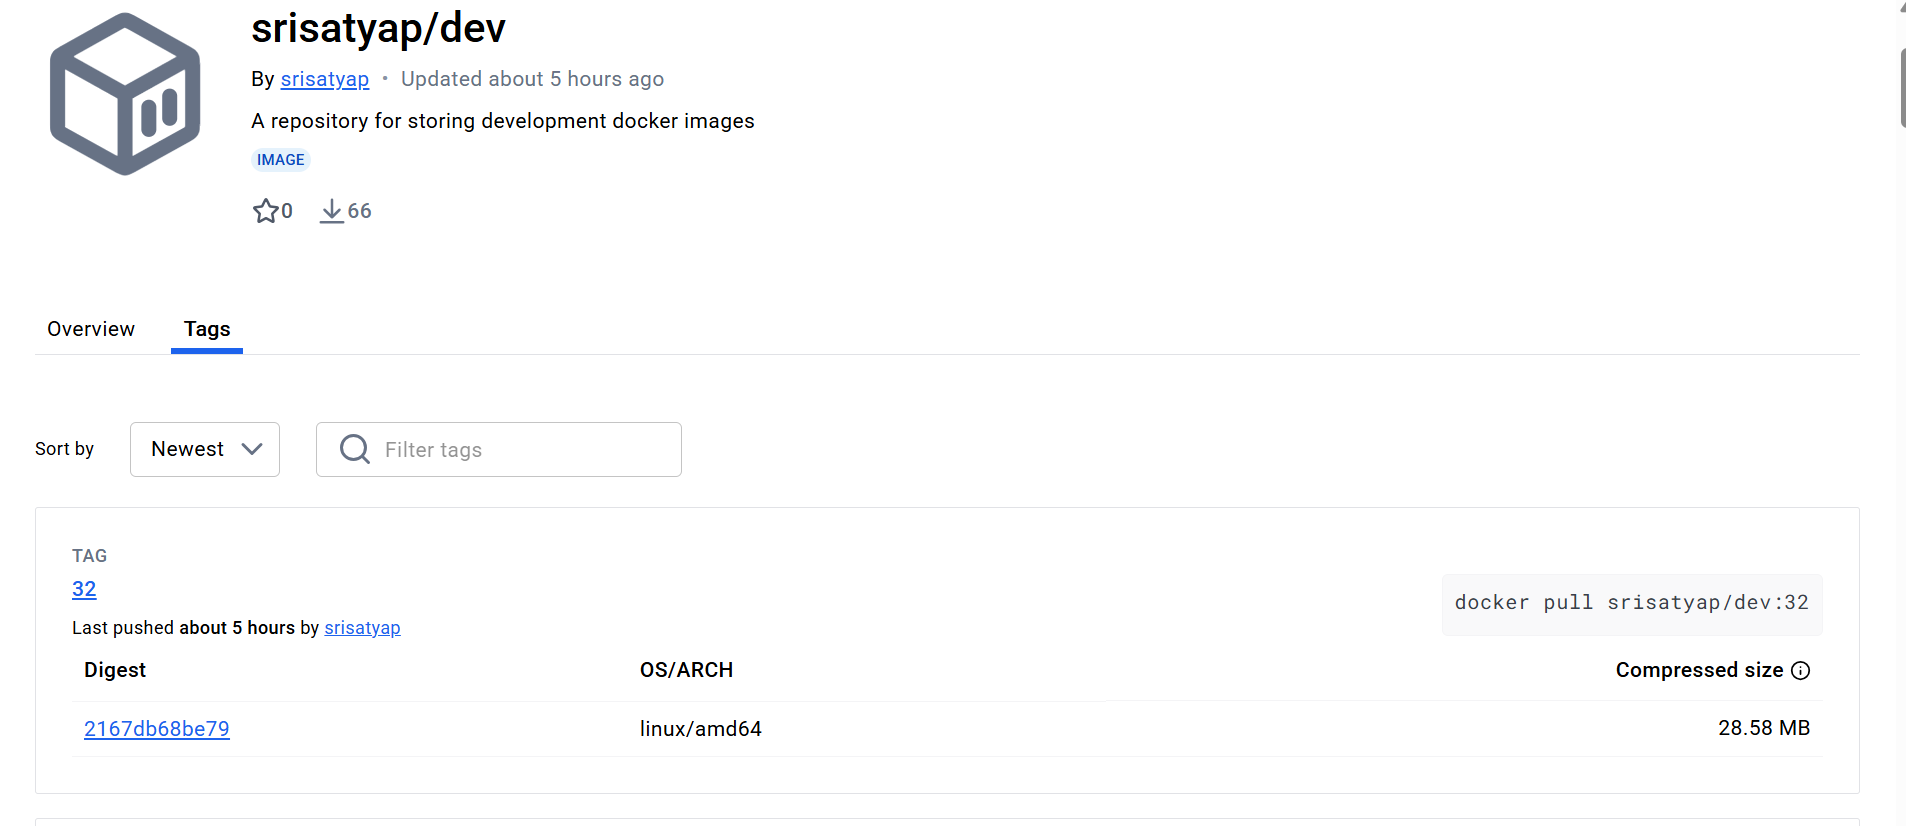 srisatyap/dev
By srisatyap • Updated about 5 hours ago
A repository for storing development docker images
IMAGE
0 66
Overview Tags
Sort by Newest Filter tags
TAG
32
docker pull srisatyap/dev:32
Last pushed about 5 hours by srisatyap
Digest OS/ARCH Compressed size
2167db68be79 linux/amd64 28.58 MB